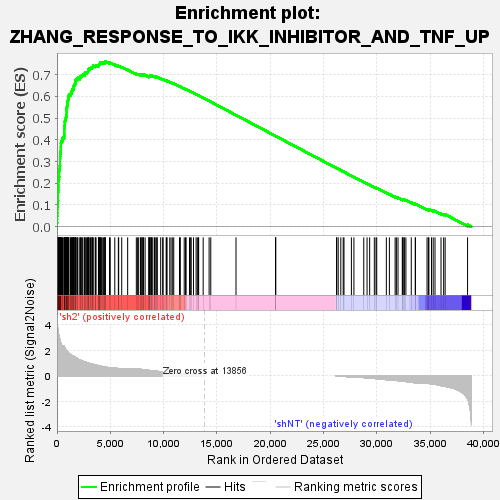 Enrichment plot:
ZHANG_RESPONSE_TO_IKK_INHIBITOR_AND_TNF_UP
Enrichment score (ES)
0.7
0.6
0.5
0.4
0.3
0.2
0.1
0.0
'sh2' (positively correlated)
Ranked list metric (Signal2Noise)
4
2
0
-2
-4
Zero cross at 13856
'shNT' (negatively correlated)
0
5,000
10,000
15,000
20,000
25,000
30,000
35,000
40,000
Rank in Ordered Dataset
Enrichment profile
Hits
Ranking metric scores